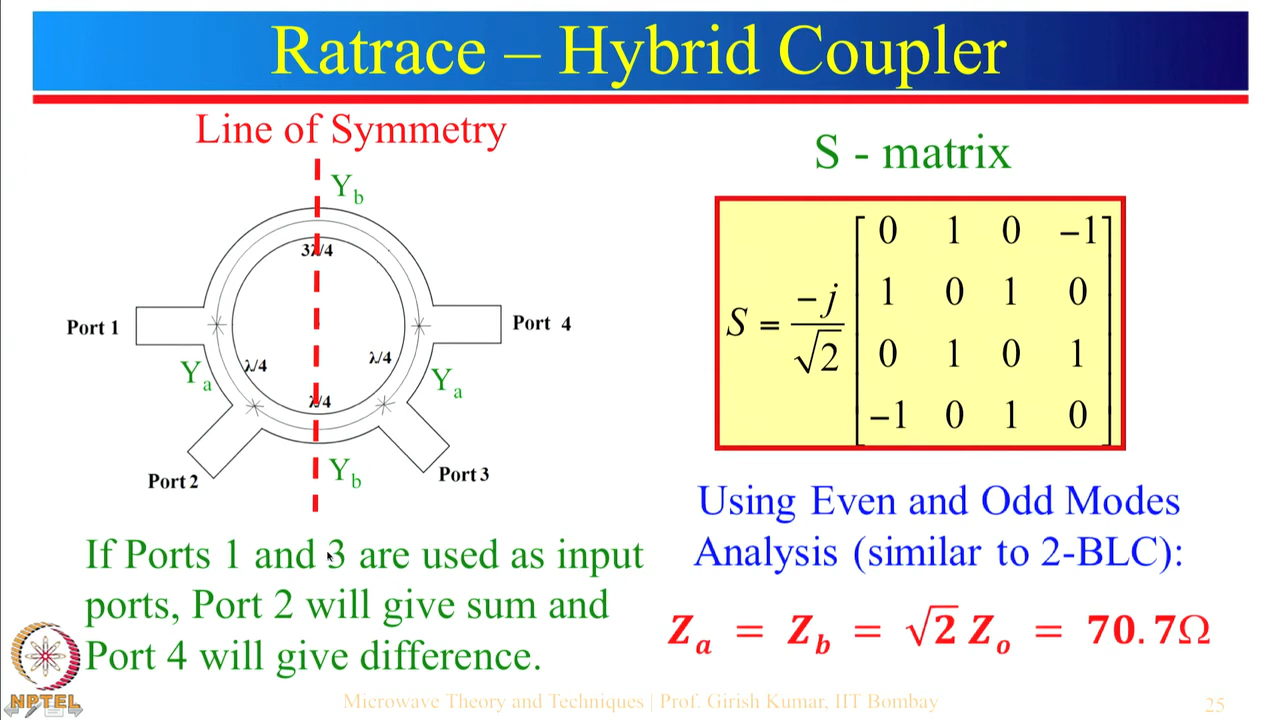 Ratrace – Hybrid Coupler
Line of Symmetry
Y_b
3λ/4
Port 1
Port 4
Y_a
λ/4
λ/4
Y_a
λ/4
Port 2
Y_b
Port 3
If Ports 1 and 3 are used as input
ports, Port 2 will give sum and
Port 4 will give difference.
S - matrix
S = -j/√2
0 1 0 −1
1 0 1 0
0 1 0 1
−1 0 1 0
Using Even and Odd Modes
Analysis (similar to 2-BLC):
Z_a = Z_b = √2 Z_o = 70.7Ω
NPTEL
Microwave Theory and Techniques | Prof. Girish Kumar, IIT Bombay
25